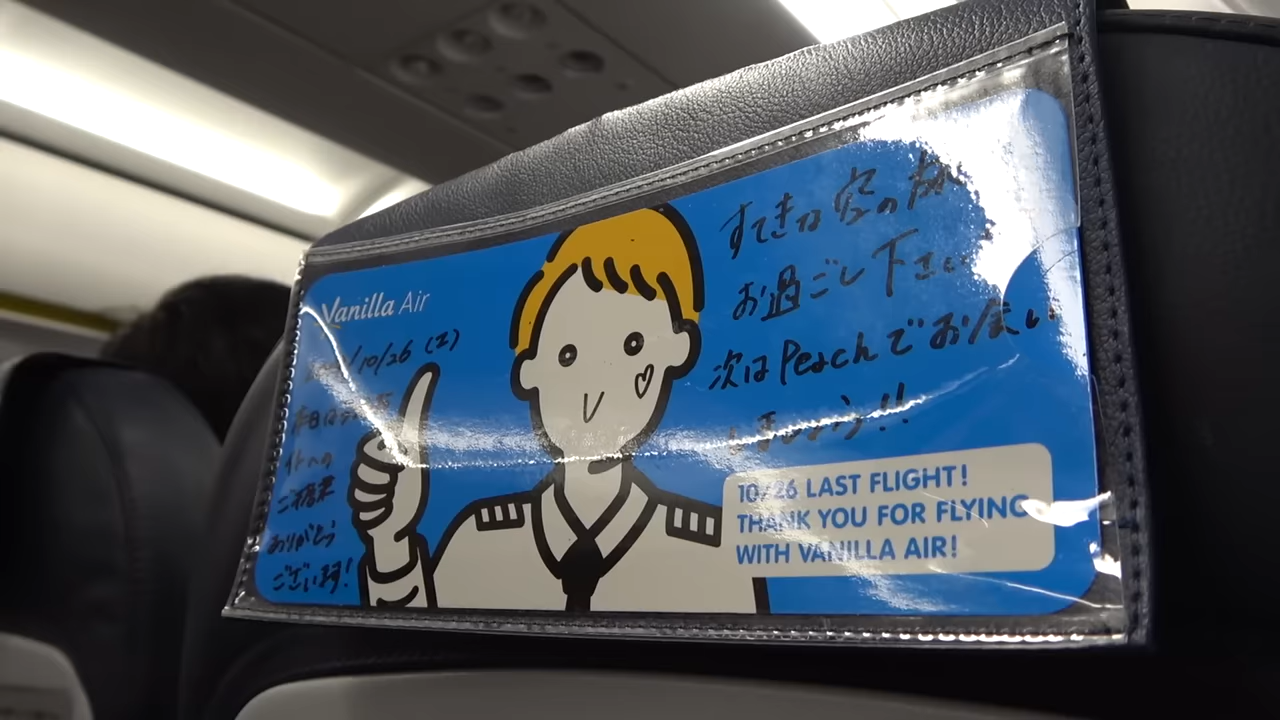 Vanilla Air
/10/26 (土)
本日は
ご搭乗
ありがとう
ございます!
すてきな空の旅
お過ごし下さい
次はPeachでお会い
しましょう!!
10/26 LAST FLIGHT!
THANK YOU FOR FLYING
WITH VANILLA AIR!